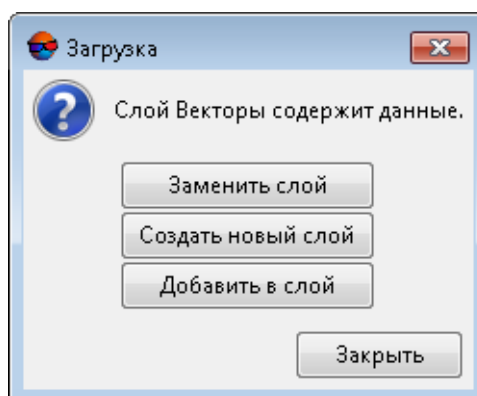 Загрузка
Слой Векторы содержит данные.
Заменить слой
Создать новый слой
Добавить в слой
Закрыть